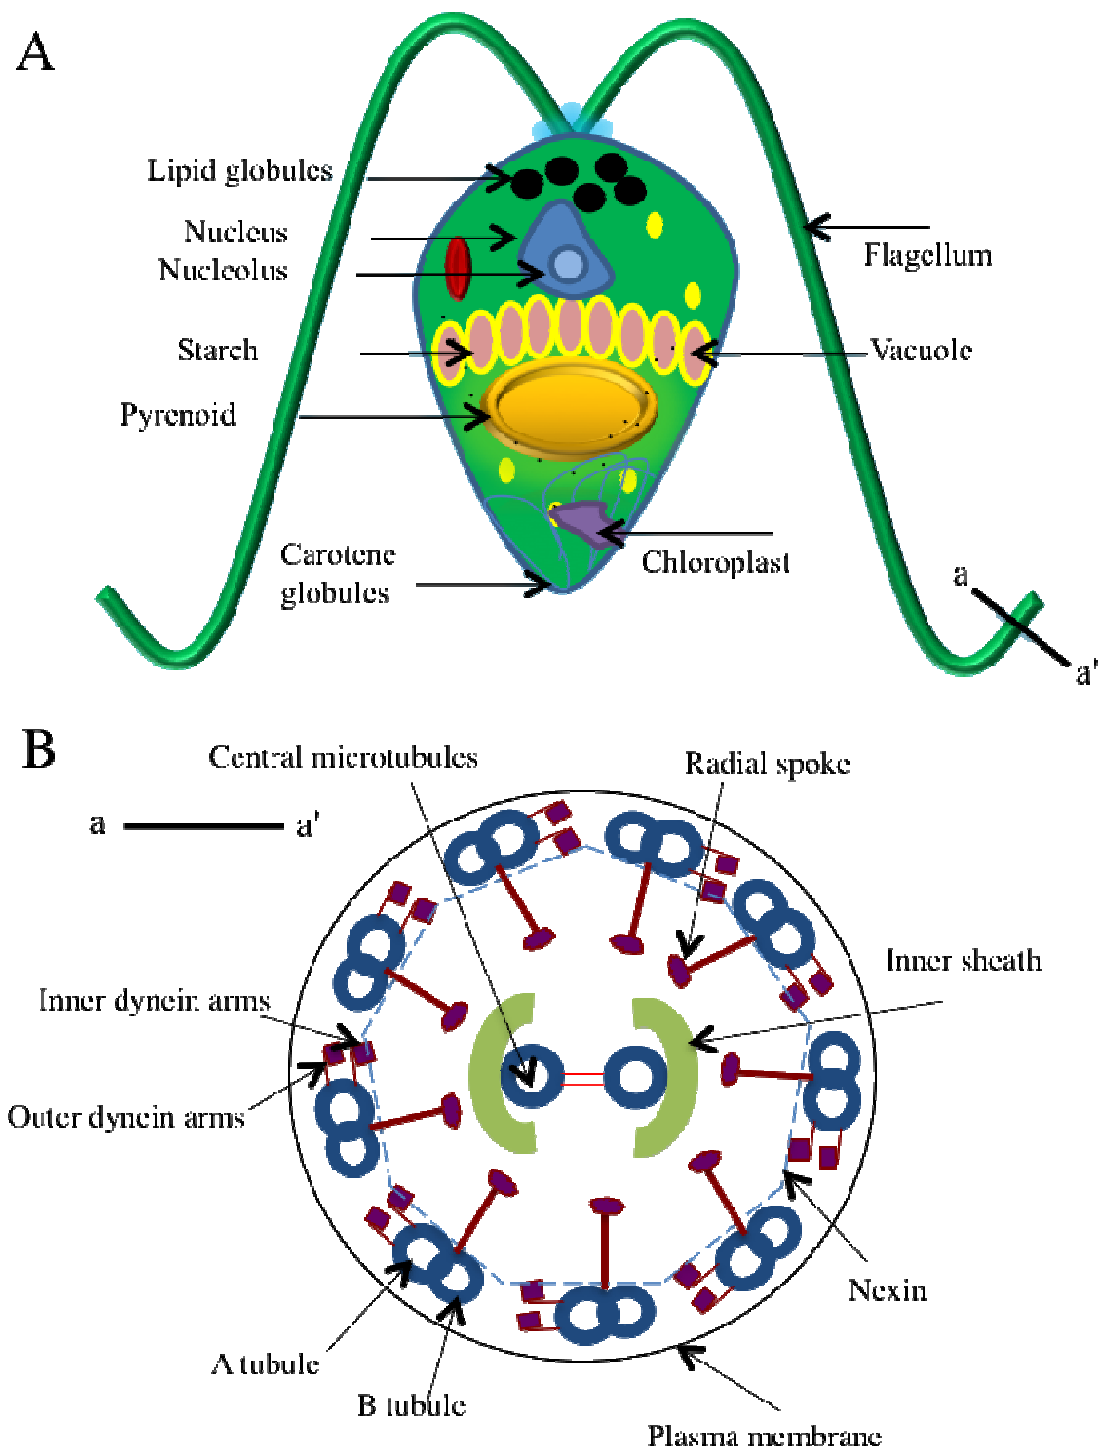 A
Lipid globules
Nucleus
Nucleolus
Flagellum
Starch
Vacuole
Pyrenoid
Carotene
globules
Chloroplast
a
a'
B
Central microtubules
Radial spoke
a
a'
Inner sheath
Inner dynein arms
Outer dynein arms
Nexin
A tubule
B tubule
Plasma membrane